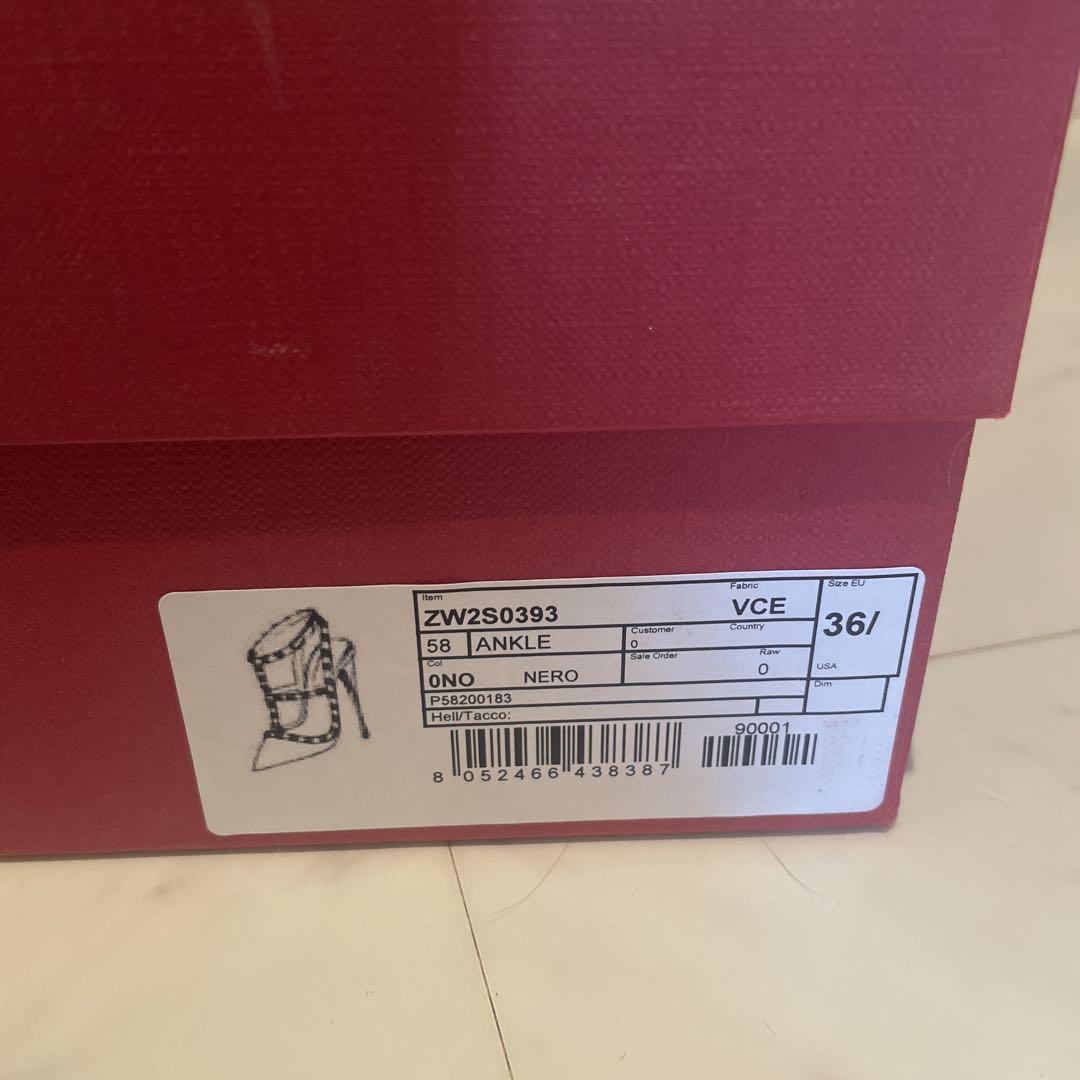 Item
ZW2S0393
Fabric
VCE
Size EU
36/
58 ANKLE
Customer
0
Country
Col
0NO NERO
Sale Order
Raw
0
USA
P58200183
Dim
Hell/Tacco:
8 052466 438387
90001